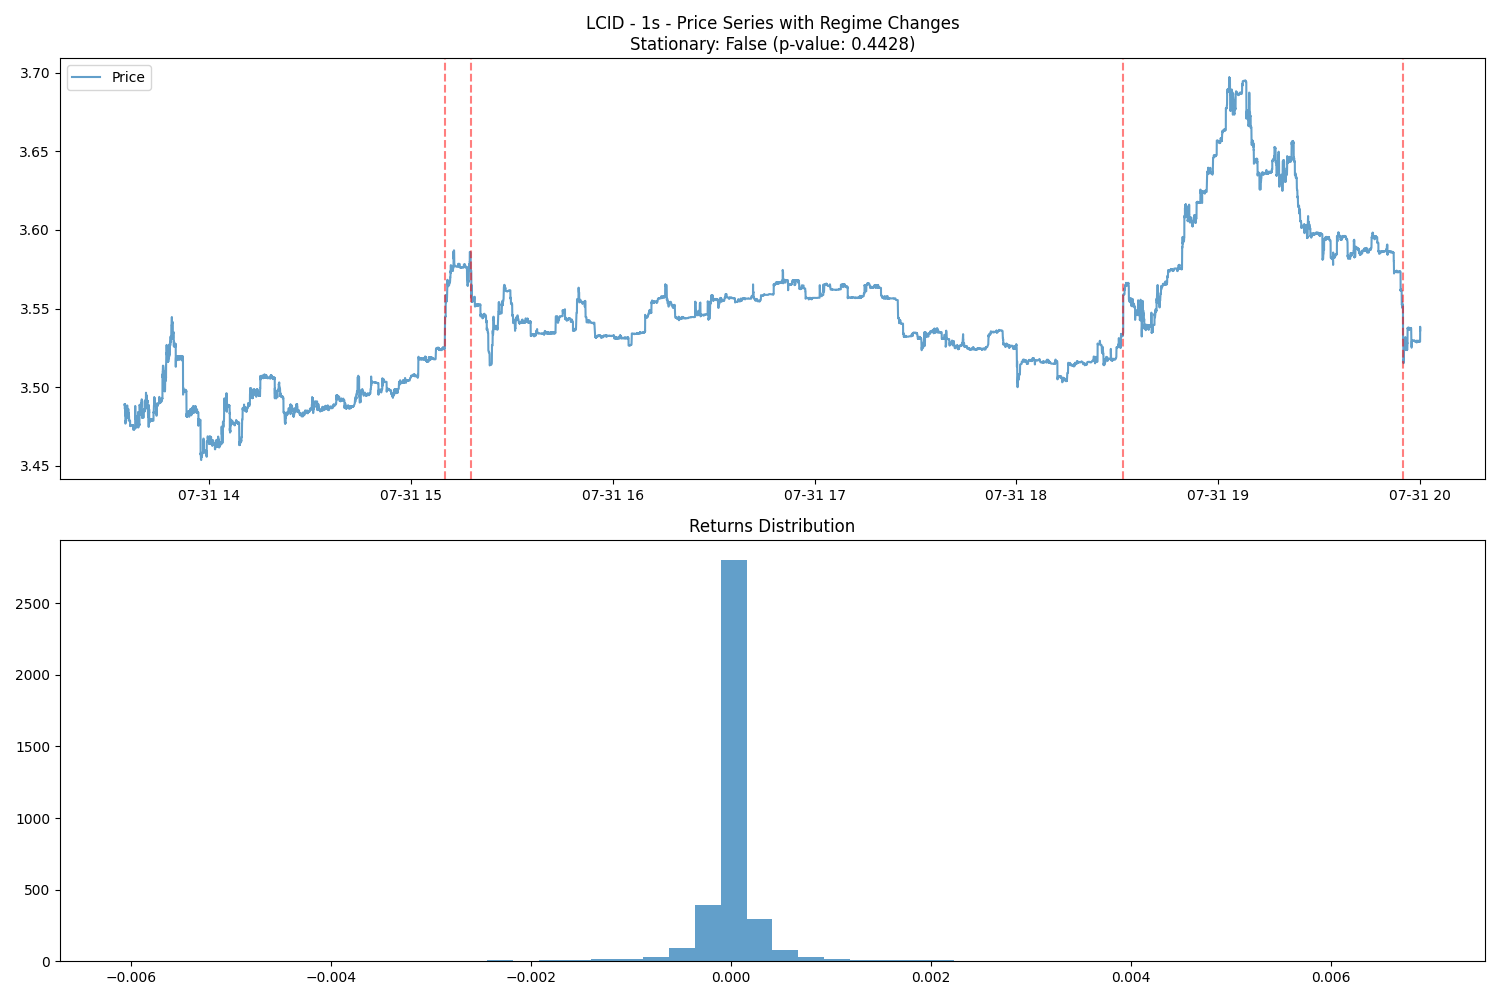 LCID - 1s - Price Series with Regime Changes
Stationary: False (p-value: 0.4428)
Price
3.70
3.65
3.60
3.55
3.50
3.45
07-31 14 07-31 15 07-31 16 07-31 17 07-31 18 07-31 19 07-31 20
Returns Distribution
2500
2000
1500
1000
500
0
−0.006 −0.004 −0.002 0.000 0.002 0.004 0.006